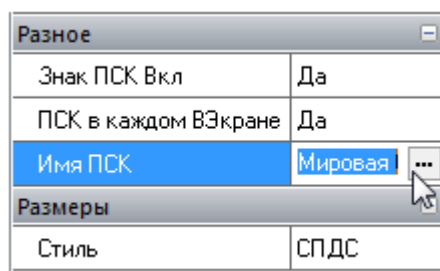 Разное
Знак ПСК Вкл Да
ПСК в каждом ВЭкране Да
Имя ПСК Мировая ...
Размеры
Стиль СПДС